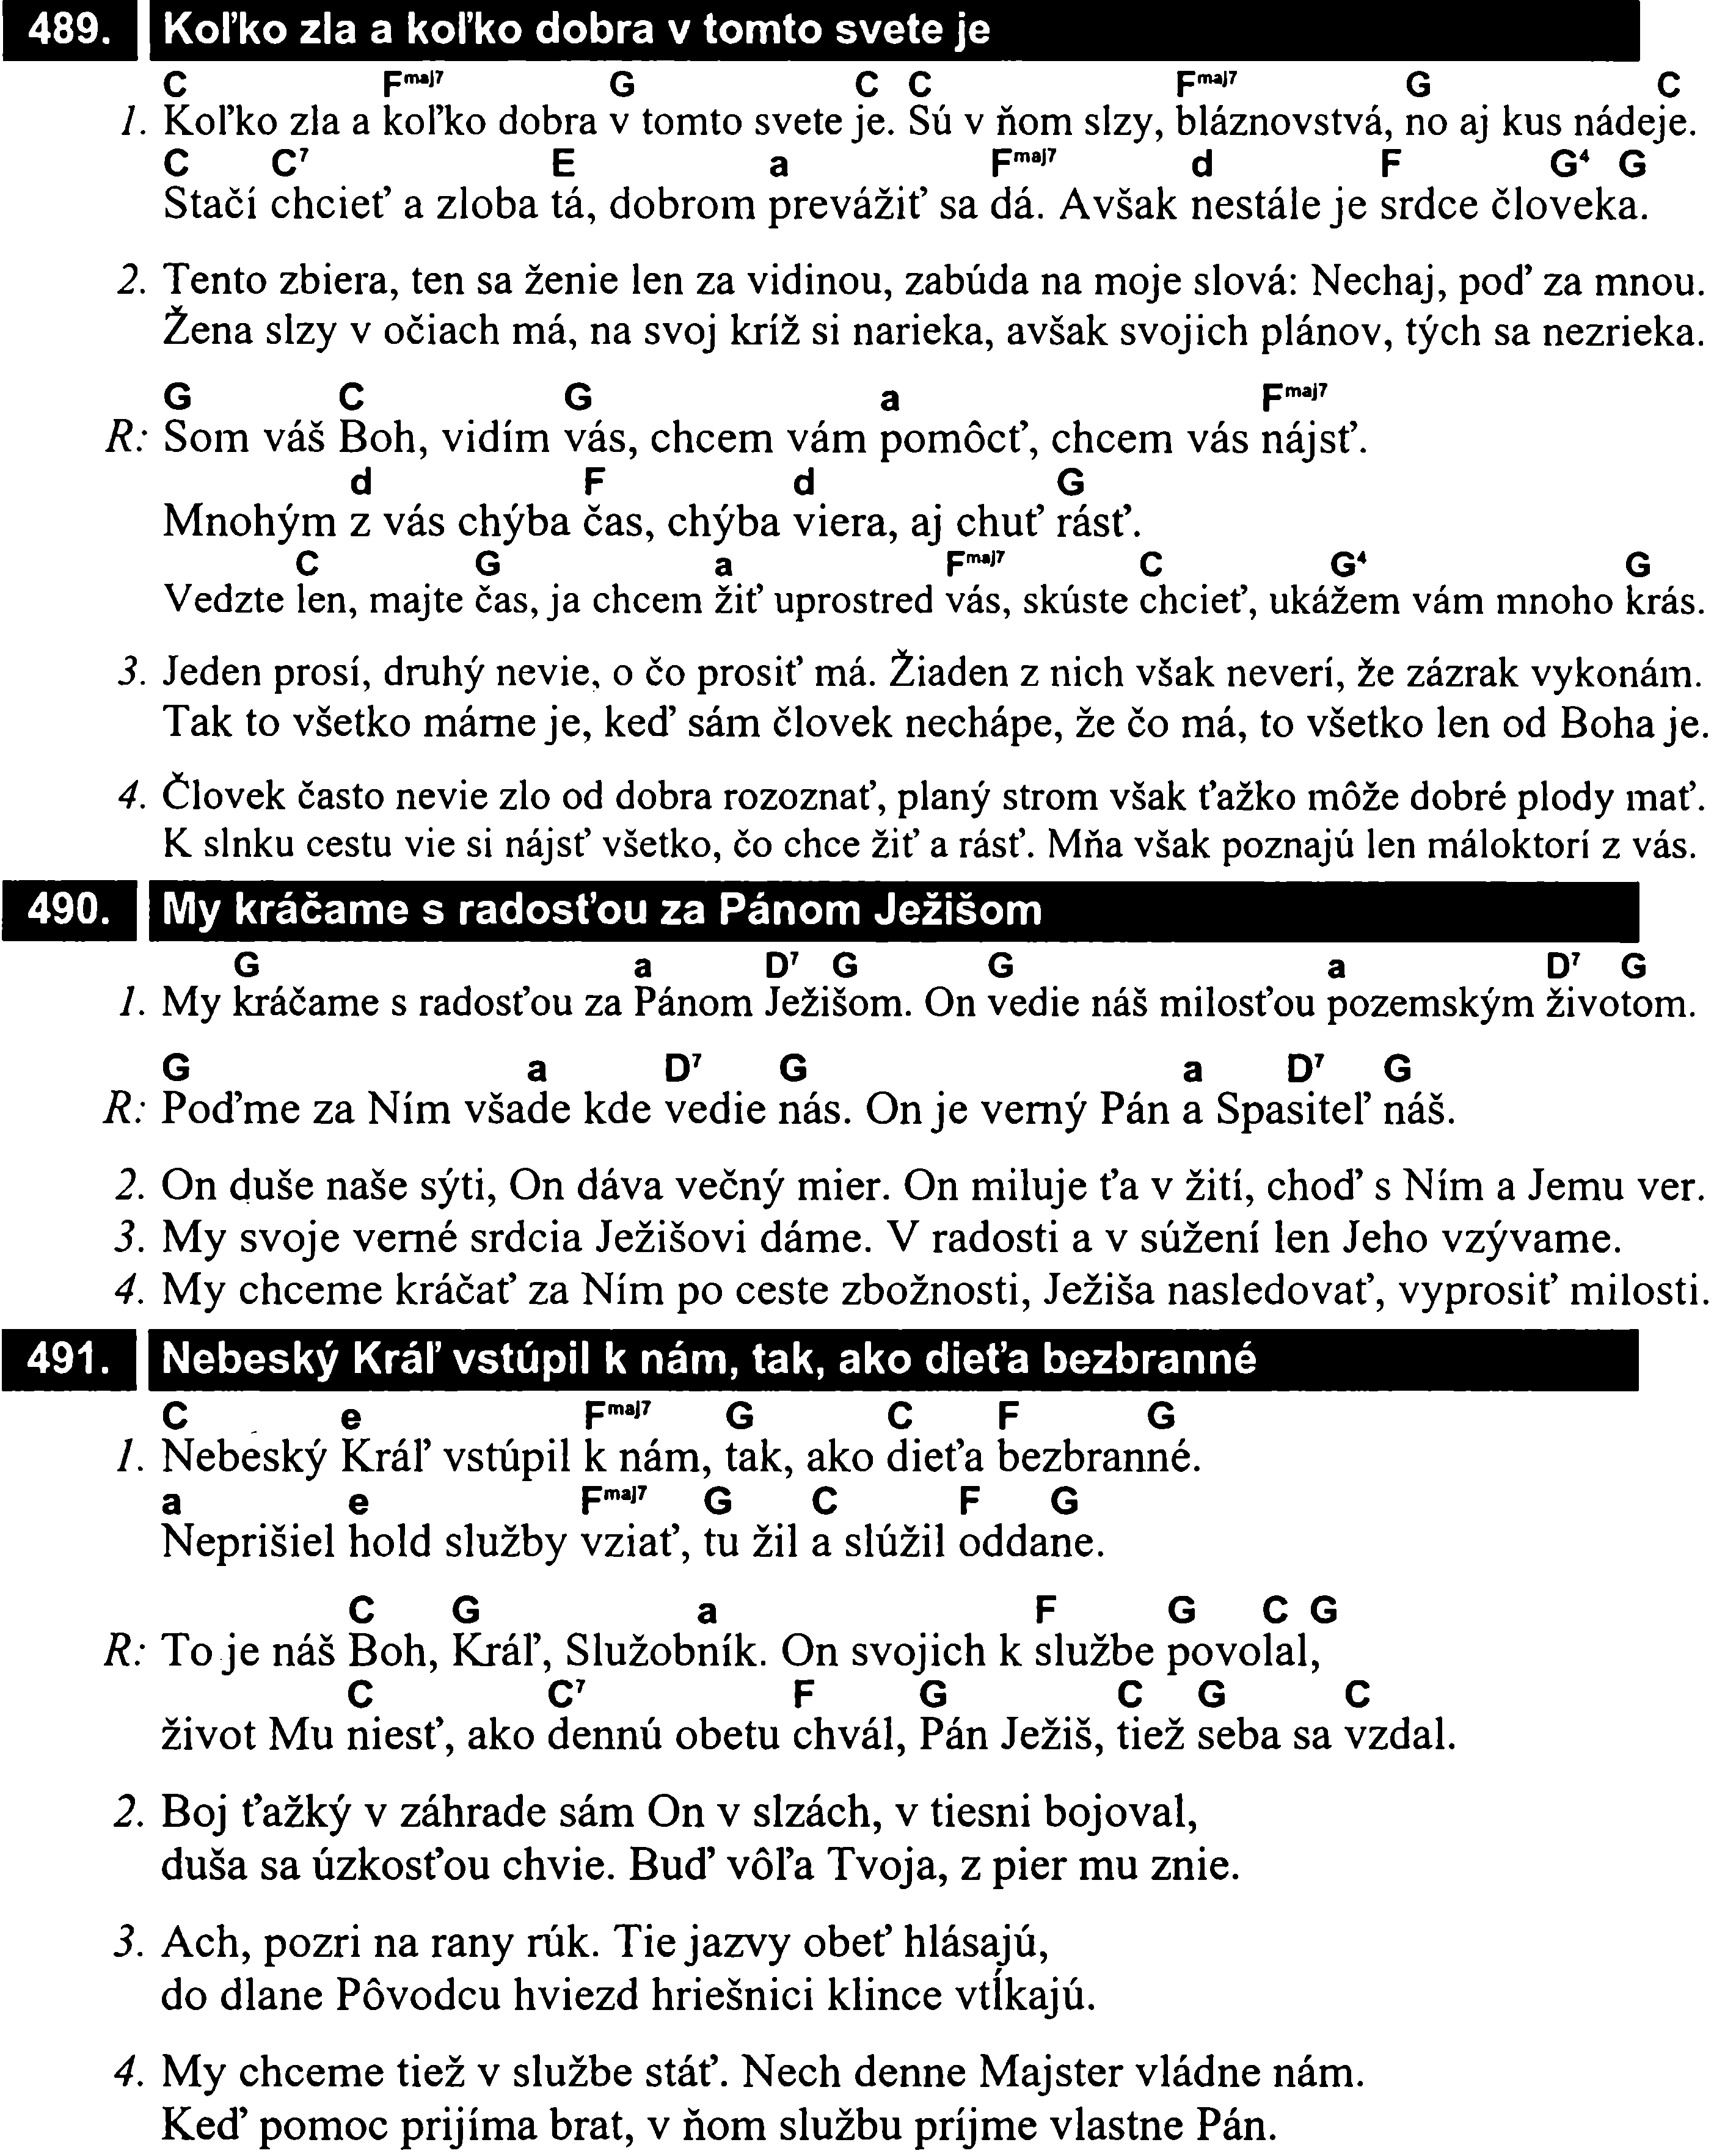 489. Koľko zla a koľko dobra v tomto svete je
C Fmaj7 G C C Fmaj7 G C
1. Koľko zla a koľko dobra v tomto svete je. Sú v ňom slzy, bláznovstvá, no aj kus nádeje.
C C7 E a Fmaj7 d F G4 G
Stačí chcieť a zloba tá, dobrom prevážiť sa dá. Avšak nestále je srdce človeka.
2. Tento zbiera, ten sa ženie len za vidinou, zabúda na moje slová: Nechaj, poď za mnou.
Žena slzy v očiach má, na svoj kríž si narieka, avšak svojich plánov, tých sa nezrieka.
G C G a Fmaj7
R: Som váš Boh, vidím vás, chcem vám pomôcť, chcem vás nájsť.
d F d G
Mnohým z vás chýba čas, chýba viera, aj chuť rásť.
C G a Fmaj7 C G4 G
Vedzte len, majte čas, ja chcem žiť uprostred vás, skúste chcieť, ukážem vám mnoho krás.
3. Jeden prosí, druhý nevie, o čo prosiť má. Žiaden z nich však neverí, že zázrak vykonám.
Tak to všetko márne je, keď sám človek nechápe, že čo má, to všetko len od Boha je.
4. Človek často nevie zlo od dobra rozoznať, planý strom však ťažko môže dobré plody mať.
K slnku cestu vie si nájsť všetko, čo chce žiť a rásť. Mňa však poznajú len máloktorí z vás.
490. My kráčame s radosťou za Pánom Ježišom
G a D7 G G a D7 G
1. My kráčame s radosťou za Pánom Ježišom. On vedie náš milosťou pozemským životom.
G a D7 G a D7 G
R: Poďme za Ním všade kde vedie nás. On je verný Pán a Spasiteľ náš.
2. On duše naše sýti, On dáva večný mier. On miluje ťa v žití, choď s Ním a Jemu ver.
3. My svoje verné srdcia Ježišovi dáme. V radosti a v súžení len Jeho vzývame.
4. My chceme kráčať za Ním po ceste zbožnosti, Ježiša nasledovať, vyprosiť milosti.
491. Nebeský Kráľ vstúpil k nám, tak, ako dieťa bezbranné
C e Fmaj7 G C F G
1. Nebeský Kráľ vstúpil k nám, tak, ako dieťa bezbranné.
a e Fmaj7 G C F G
Neprišiel hold služby vziať, tu žil a slúžil oddane.
C G a F G C G
R: To je náš Boh, Kráľ, Služobník. On svojich k službe povolal,
C C7 F G C G C
život Mu niesť, ako dennú obetu chvál, Pán Ježiš, tiež seba sa vzdal.
2. Boj ťažký v záhrade sám On v slzách, v tiesni bojoval,
duša sa úzkosťou chvie. Buď vôľa Tvoja, z pier mu znie.
3. Ach, pozri na rany rúk. Tie jazvy obeť hlásajú,
do dlane Pôvodcu hviezd hriešnici klince vtĺkajú.
4. My chceme tiež v službe stáť. Nech denne Majster vládne nám.
Keď pomoc prijíma brat, v ňom službu príjme vlastne Pán.